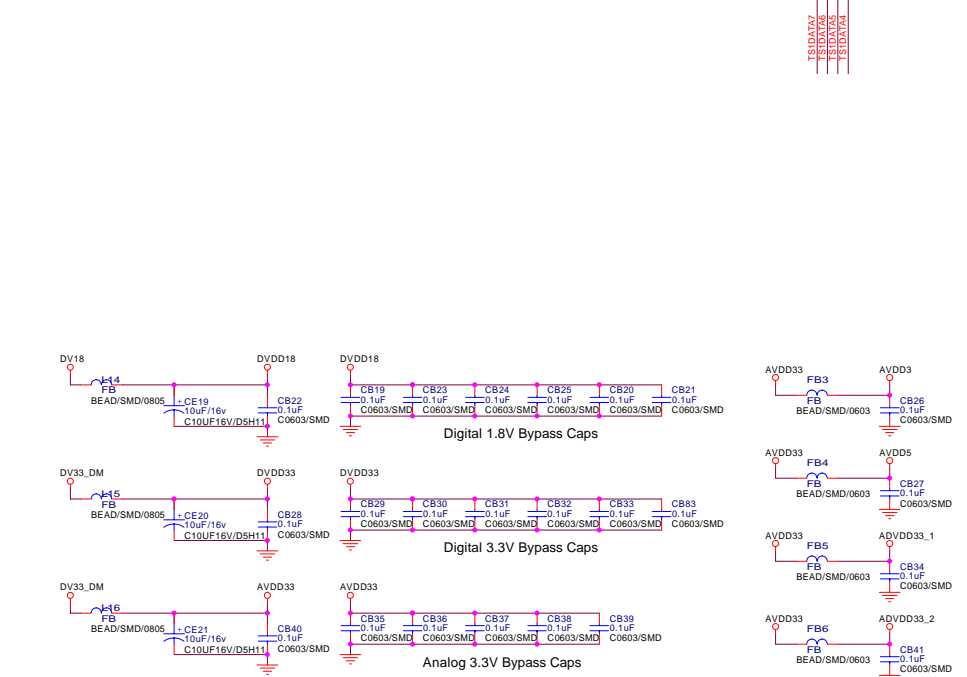 TS1DATA7
TS1DATA6
TS1DATA5
TS1DATA4
DV18
L14
FB
BEAD/SMD/0805
+
CE19
10uF/16v
C10UF16V/D5H11
DVDD18
CB22
0.1uF
C0603/SMD
DVDD18
CB19 CB23 CB24 CB25 CB20 CB21
0.1uF 0.1uF 0.1uF 0.1uF 0.1uF 0.1uF
C0603/SMD C0603/SMD C0603/SMD C0603/SMD C0603/SMD C0603/SMD
Digital 1.8V Bypass Caps
AVDD33
FB3
FB
BEAD/SMD/0603
AVDD3
CB26
0.1uF
C0603/SMD
DV33_DM
L15
FB
BEAD/SMD/0805
+
CE20
10uF/16v
C10UF16V/D5H11
DVDD33
CB28
0.1uF
C0603/SMD
DVDD33
CB29 CB30 CB31 CB32 CB33 CB83
0.1uF 0.1uF 0.1uF 0.1uF 0.1uF 0.1uF
C0603/SMD C0603/SMD C0603/SMD C0603/SMD C0603/SMD C0603/SMD
Digital 3.3V Bypass Caps
AVDD33
FB4
FB
BEAD/SMD/0603
AVDD5
CB27
0.1uF
C0603/SMD
AVDD33
FB5
FB
BEAD/SMD/0603
ADVDD33_1
CB34
0.1uF
C0603/SMD
DV33_DM
L16
FB
BEAD/SMD/0805
+
CE21
10uF/16v
C10UF16V/D5H11
AVDD33
CB40
0.1uF
C0603/SMD
AVDD33
CB35 CB36 CB37 CB38 CB39
0.1uF 0.1uF 0.1uF 0.1uF 0.1uF
C0603/SMD C0603/SMD C0603/SMD C0603/SMD C0603/SMD
Analog 3.3V Bypass Caps
AVDD33
FB6
FB
BEAD/SMD/0603
ADVDD33_2
CB41
0.1uF
C0603/SMD